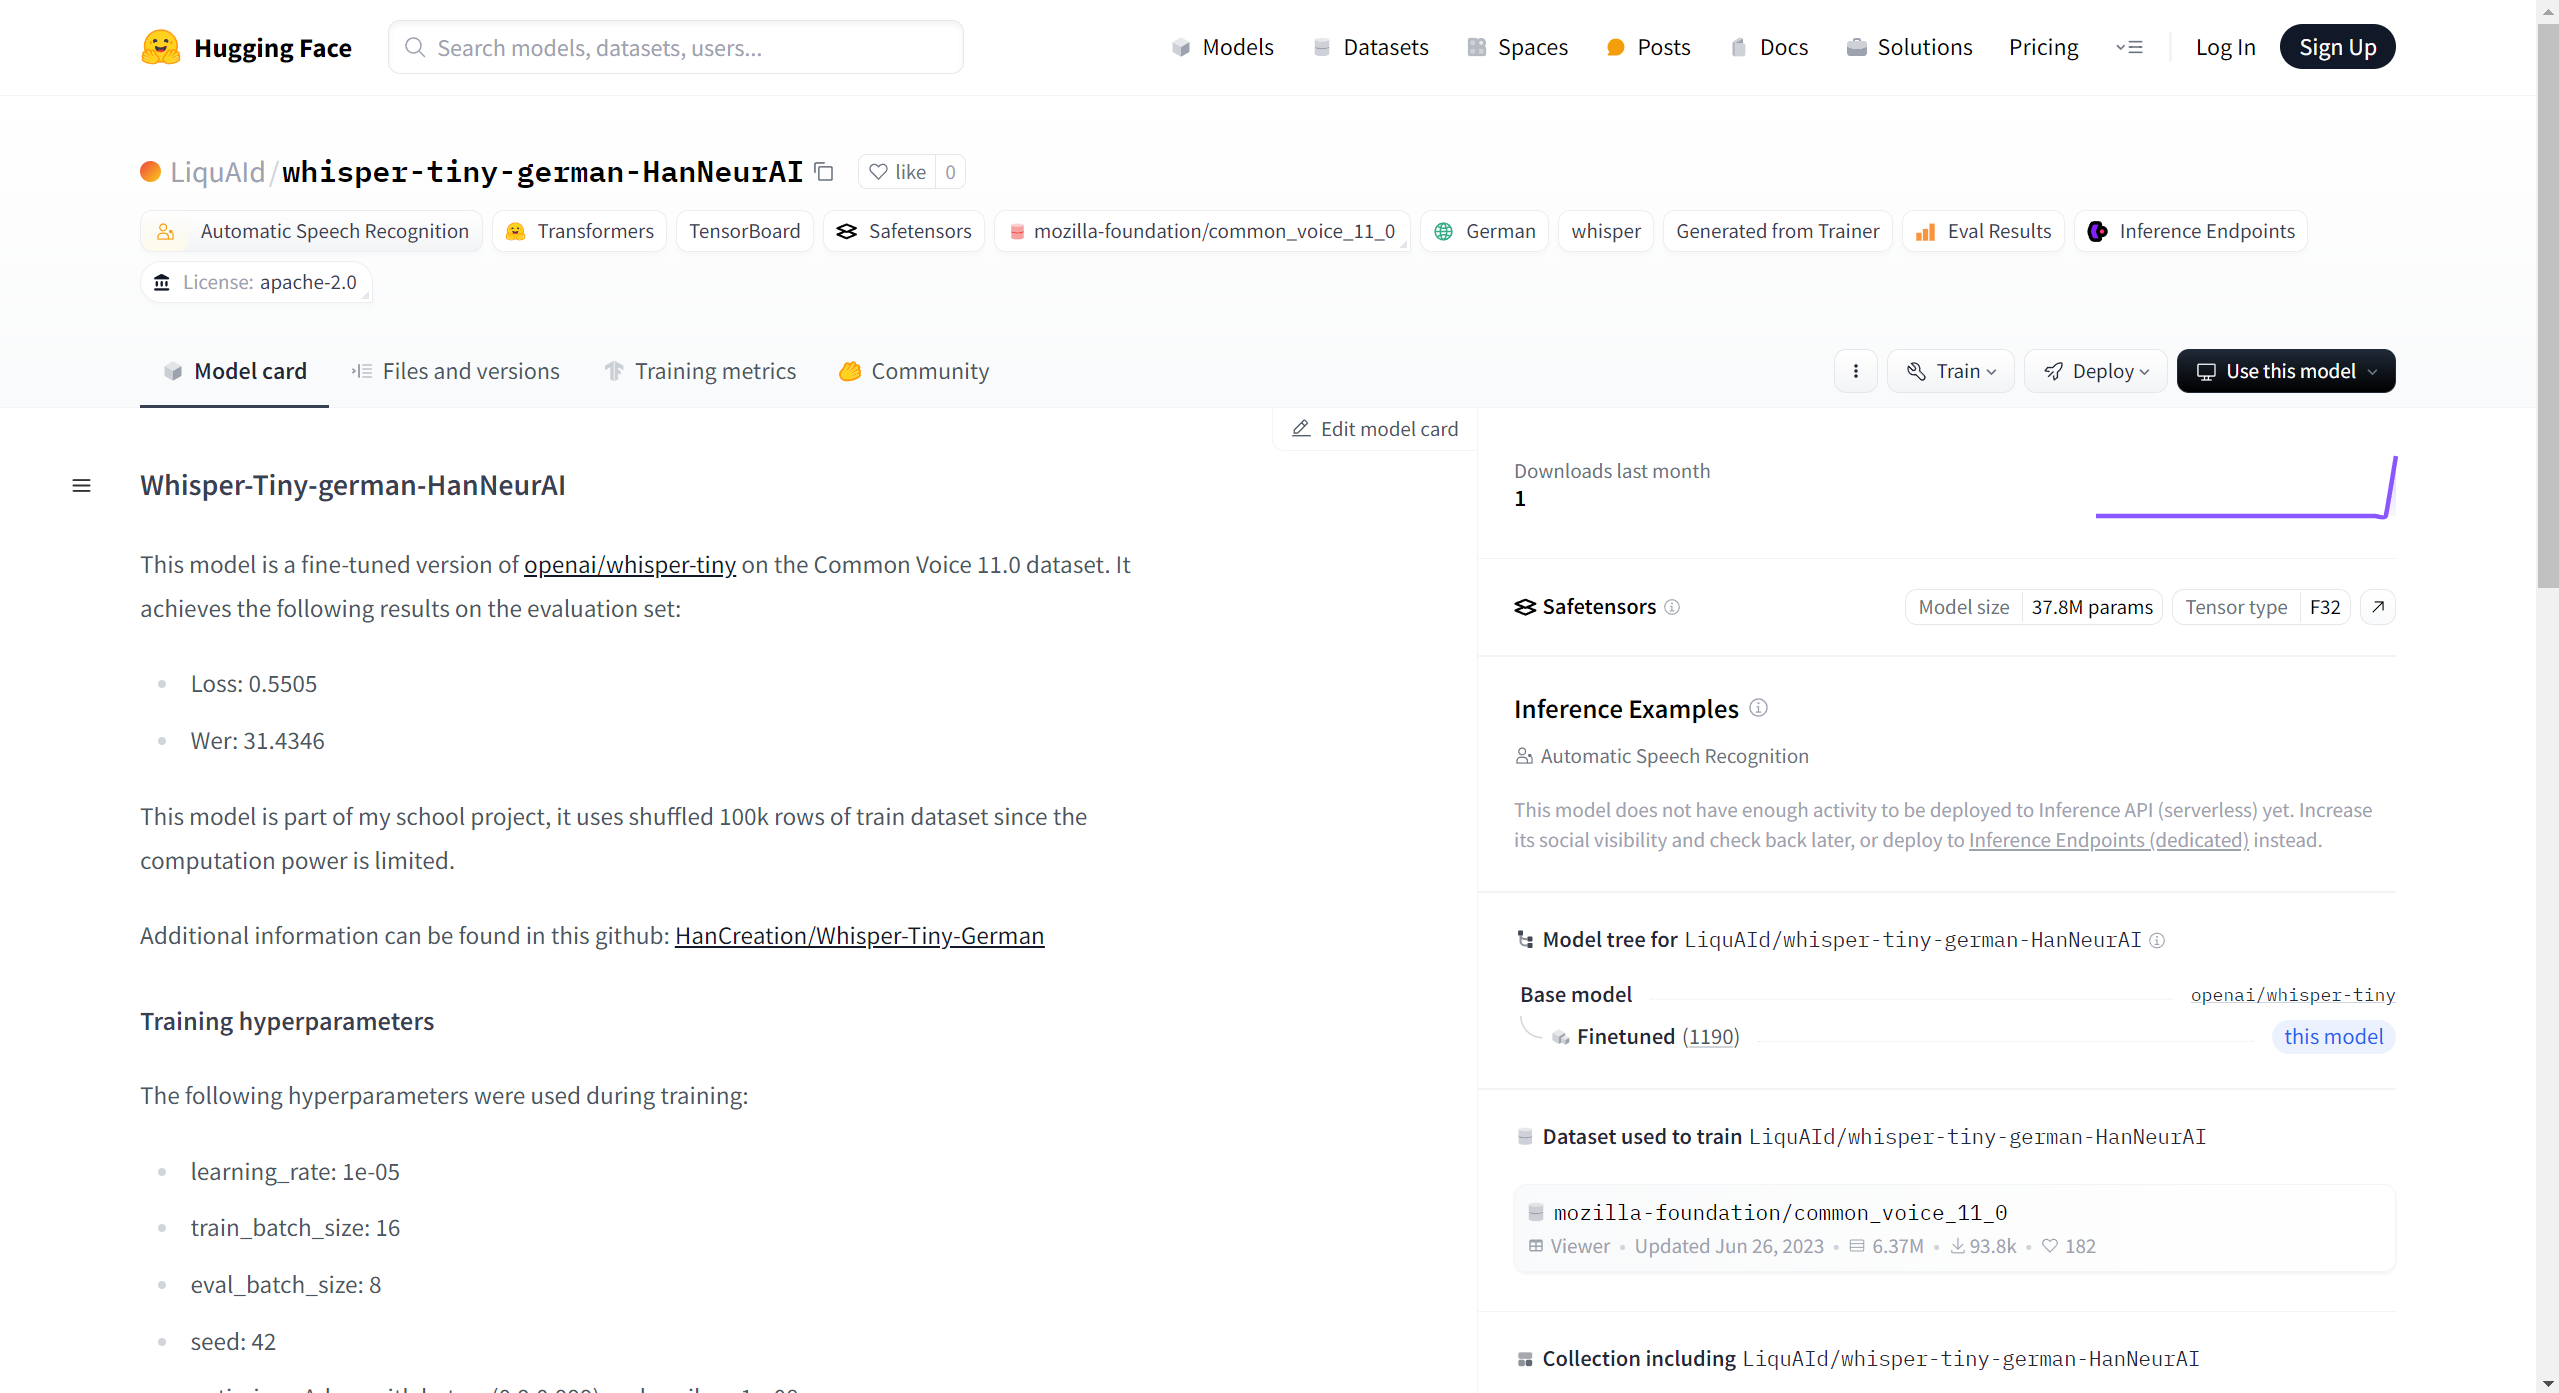 Hugging Face
Search models, datasets, users...
Models
Datasets
Spaces
Posts
Docs
Solutions
Pricing
Log In
Sign Up
LiquAId/whisper-tiny-german-HanNeurAI
like 0
Automatic Speech Recognition
Transformers
TensorBoard
Safetensors
mozilla-foundation/common_voice_11_0
German
whisper
Generated from Trainer
Eval Results
Inference Endpoints
License: apache-2.0
Model card
Files and versions
Training metrics
Community
Train
Deploy
Use this model
Edit model card
Whisper-Tiny-german-HanNeurAI
This model is a fine-tuned version of openai/whisper-tiny on the Common Voice 11.0 dataset. It
achieves the following results on the evaluation set:
Loss: 0.5505
Wer: 31.4346
This model is part of my school project, it uses shuffled 100k rows of train dataset since the
computation power is limited.
Additional information can be found in this github: HanCreation/Whisper-Tiny-German
Training hyperparameters
The following hyperparameters were used during training:
learning_rate: 1e-05
train_batch_size: 16
eval_batch_size: 8
seed: 42
Downloads last month
1
Safetensors
Model size 37.8M params
Tensor type F32
Inference Examples
Automatic Speech Recognition
This model does not have enough activity to be deployed to Inference API (serverless) yet. Increase
its social visibility and check back later, or deploy to Inference Endpoints (dedicated) instead.
Model tree for LiquAId/whisper-tiny-german-HanNeurAI
Base model openai/whisper-tiny
Finetuned (1190) this model
Dataset used to train LiquAId/whisper-tiny-german-HanNeurAI
mozilla-foundation/common_voice_11_0
Viewer • Updated Jun 26, 2023 • 6.37M • 93.8k • 182
Collection including LiquAId/whisper-tiny-german-HanNeurAI